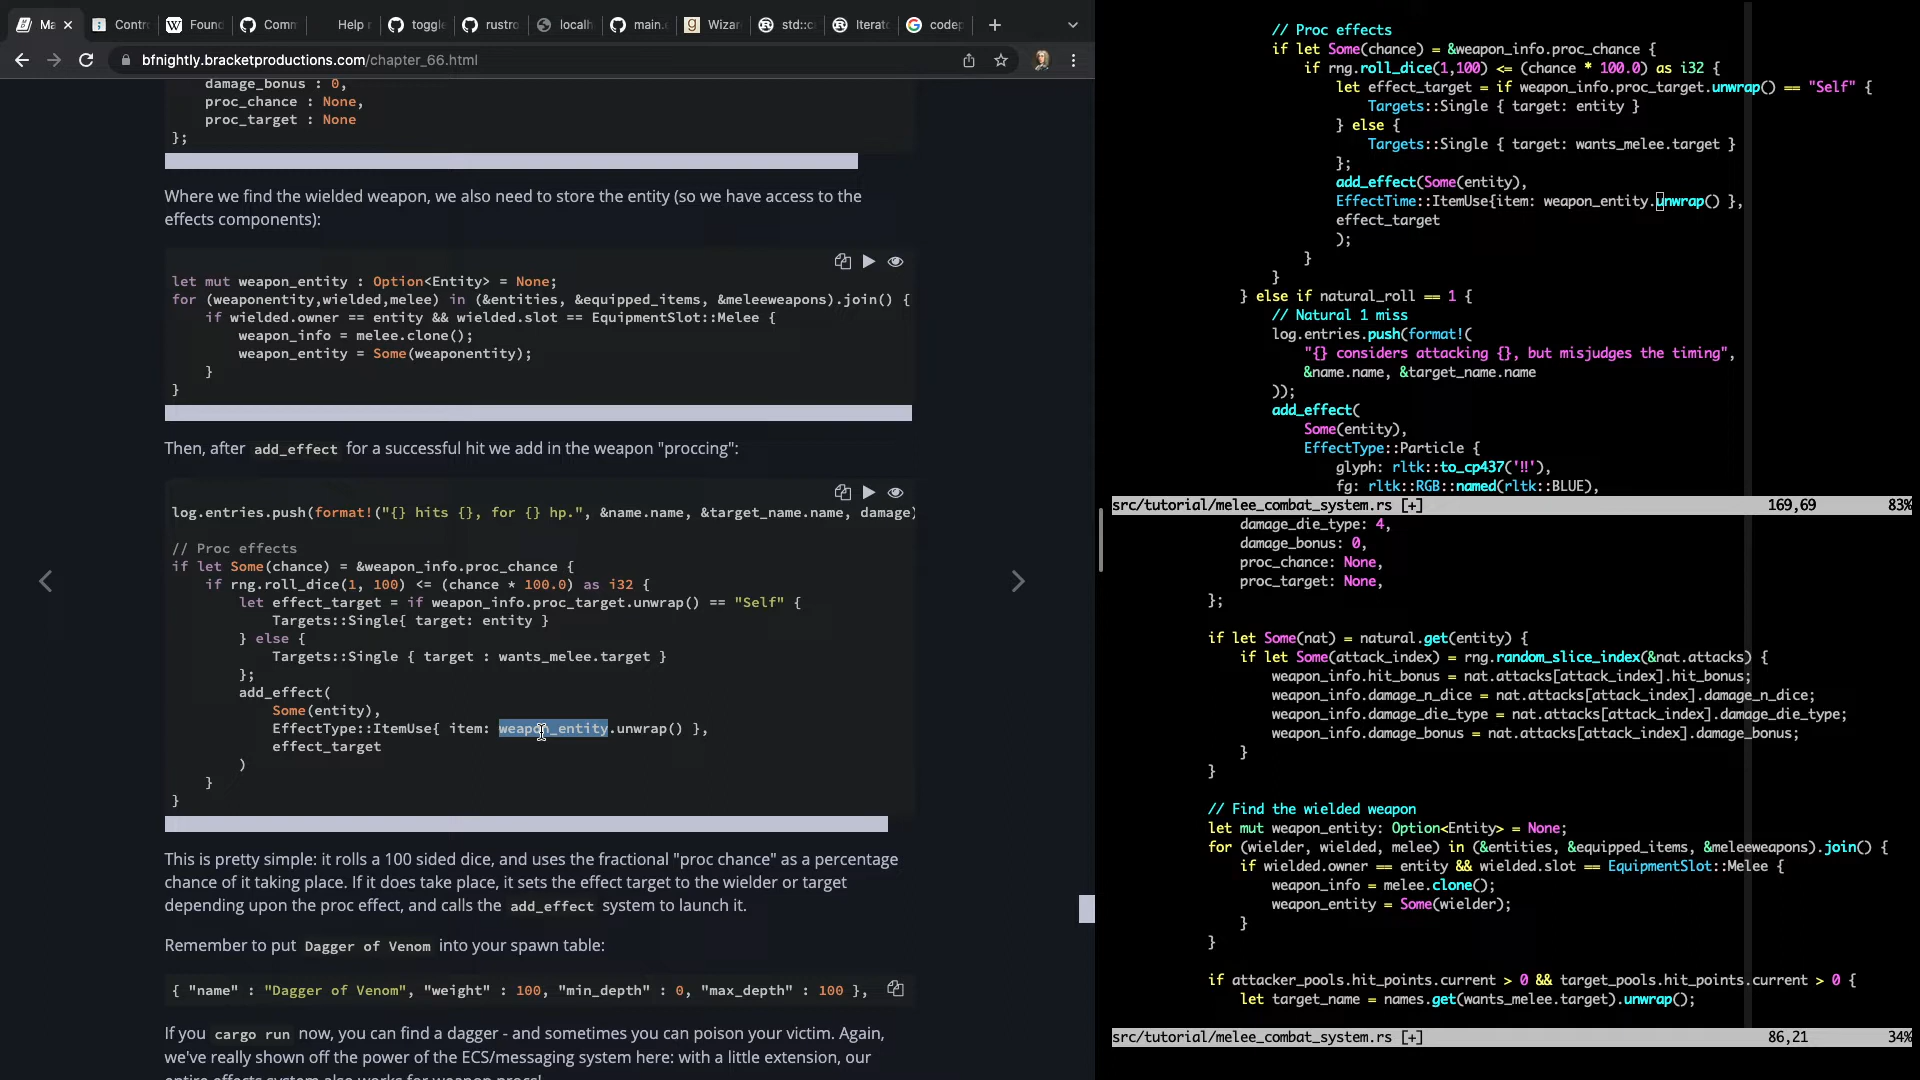 Ma
Contr
Found
Comm
Help
toggle
rustro
localh
main.
Wizar
std::c
Iterat
codep
bfnightly.bracketproductions.com/chapter_66.html
damage_bonus : 0,
proc_chance : None,
proc_target : None
};
Where we find the wielded weapon, we also need to store the entity (so we have access to the
effects components):
let mut weapon_entity : Option<Entity> = None;
for (weaponentity,wielded,melee) in (&entities, &equipped_items, &meleeweapons).join() {
if wielded.owner == entity && wielded.slot == EquipmentSlot::Melee {
weapon_info = melee.clone();
weapon_entity = Some(weaponentity);
}
}
Then, after add_effect for a successful hit we add in the weapon "proccing":
log.entries.push(format!("{} hits {}, for {} hp.", &name.name, &target_name.name, damage)
// Proc effects
if let Some(chance) = &weapon_info.proc_chance {
if rng.roll_dice(1, 100) <= (chance * 100.0) as i32 {
let effect_target = if weapon_info.proc_target.unwrap() == "Self" {
Targets::Single{ target: entity }
} else {
Targets::Single { target : wants_melee.target }
};
add_effect(
Some(entity),
EffectType::ItemUse{ item: weapon_entity.unwrap() },
effect_target
)
}
}
This is pretty simple: it rolls a 100 sided dice, and uses the fractional "proc chance" as a percentage
chance of it taking place. If it does take place, it sets the effect target to the wielder or target
depending upon the proc effect, and calls the add_effect system to launch it.
Remember to put Dagger of Venom into your spawn table:
{ "name" : "Dagger of Venom", "weight" : 100, "min_depth" : 0, "max_depth" : 100 },
If you cargo run now, you can find a dagger - and sometimes you can poison your victim. Again,
we've really shown off the power of the ECS/messaging system here: with a little extension, our
entire effects system also works for weapon procs!
// Proc effects
if let Some(chance) = &weapon_info.proc_chance {
if rng.roll_dice(1,100) <= (chance * 100.0) as i32 {
let effect_target = if weapon_info.proc_target.unwrap() == "Self" {
Targets::Single { target: entity }
} else {
Targets::Single { target: wants_melee.target }
};
add_effect(Some(entity),
EffectTime::ItemUse{item: weapon_entity.unwrap() },
effect_target
);
}
}
} else if natural_roll == 1 {
// Natural 1 miss
log.entries.push(format!(
"{} considers attacking {}, but misjudges the timing",
&name.name, &target_name.name
));
add_effect(
Some(entity),
EffectType::Particle {
glyph: rltk::to_cp437('‼'),
fg: rltk::RGB::named(rltk::BLUE),
src/tutorial/melee_combat_system.rs [+] 169,69 83%
damage_die_type: 4,
damage_bonus: 0,
proc_chance: None,
proc_target: None,
};
if let Some(nat) = natural.get(entity) {
if let Some(attack_index) = rng.random_slice_index(&nat.attacks) {
weapon_info.hit_bonus = nat.attacks[attack_index].hit_bonus;
weapon_info.damage_n_dice = nat.attacks[attack_index].damage_n_dice;
weapon_info.damage_die_type = nat.attacks[attack_index].damage_die_type;
weapon_info.damage_bonus = nat.attacks[attack_index].damage_bonus;
}
}
// Find the wielded weapon
let mut weapon_entity: Option<Entity> = None;
for (wielder, wielded, melee) in (&entities, &equipped_items, &meleeweapons).join() {
if wielded.owner == entity && wielded.slot == EquipmentSlot::Melee {
weapon_info = melee.clone();
weapon_entity = Some(wielder);
}
}
if attacker_pools.hit_points.current > 0 && target_pools.hit_points.current > 0 {
let target_name = names.get(wants_melee.target).unwrap();
src/tutorial/melee_combat_system.rs [+] 86,21 34%